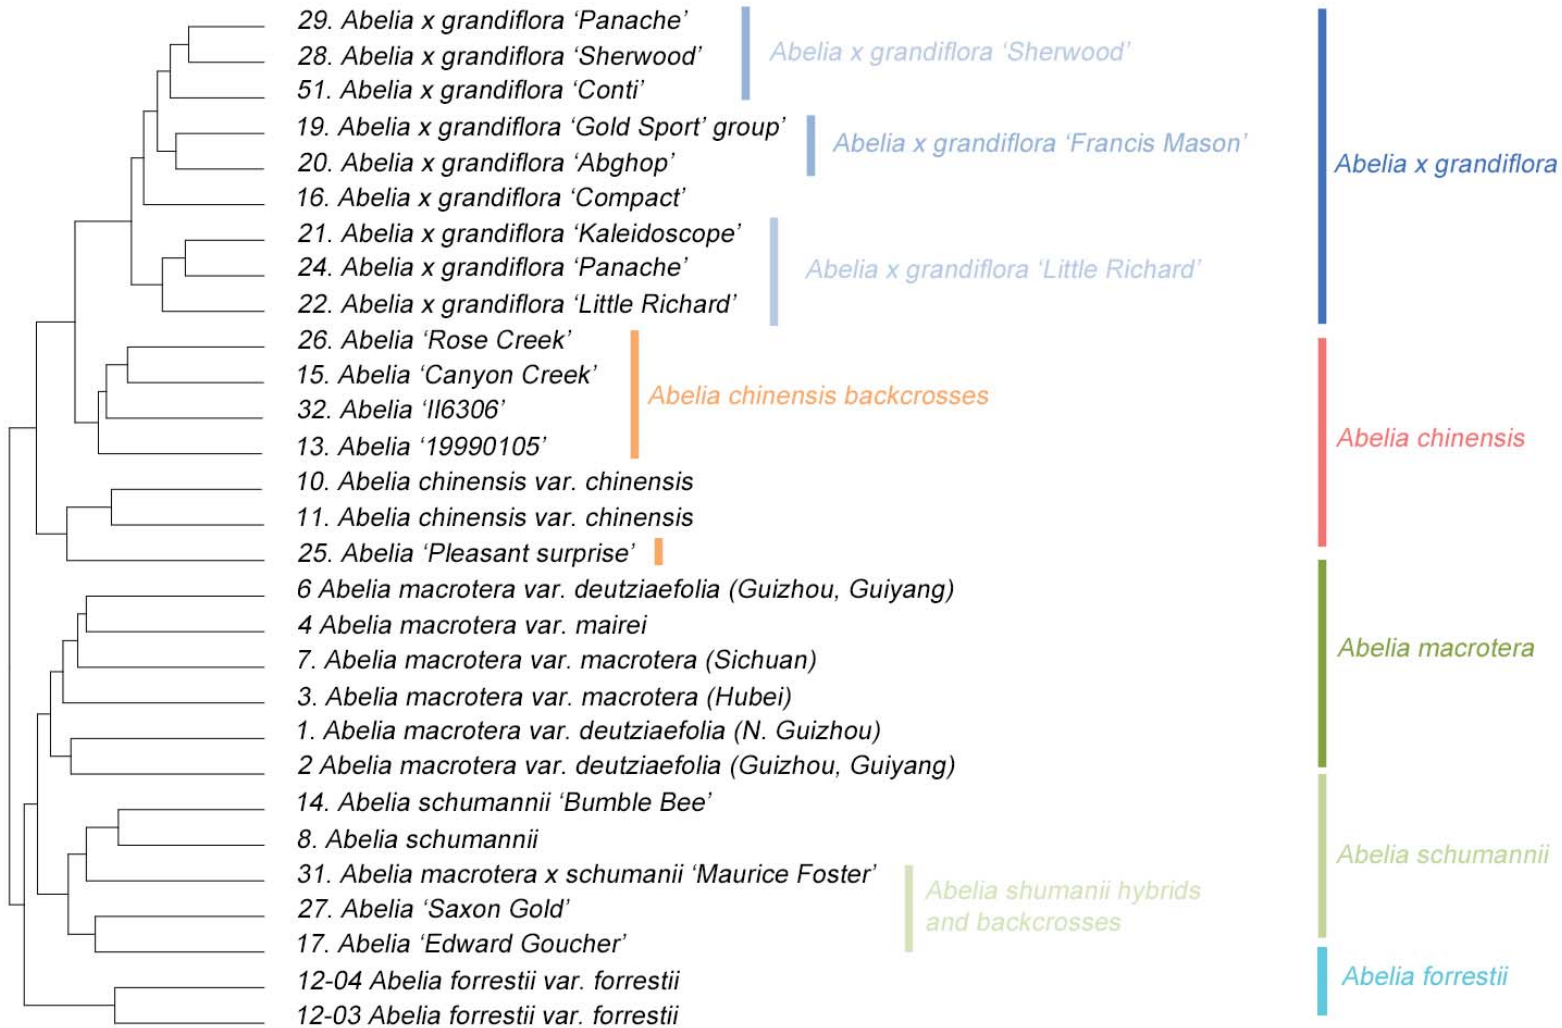 29. Abelia x grandiflora ‘Panache’
28. Abelia x grandiflora ‘Sherwood’
51. Abelia x grandiflora ‘Conti’
Abelia x grandiflora ‘Sherwood’
19. Abelia x grandiflora ‘Gold Sport’ group’
20. Abelia x grandiflora ‘Abghop’
Abelia x grandiflora ‘Francis Mason’
16. Abelia x grandiflora ‘Compact’
21. Abelia x grandiflora ‘Kaleidoscope’
24. Abelia x grandiflora ‘Panache’
22. Abelia x grandiflora ‘Little Richard’
Abelia x grandiflora ‘Little Richard’
Abelia x grandiflora
26. Abelia ‘Rose Creek’
15. Abelia ‘Canyon Creek’
32. Abelia ‘II6306’
13. Abelia ‘19990105’
Abelia chinensis backcrosses
10. Abelia chinensis var. chinensis
11. Abelia chinensis var. chinensis
25. Abelia ‘Pleasant surprise’
Abelia chinensis
6 Abelia macrotera var. deutziaefolia (Guizhou, Guiyang)
4 Abelia macrotera var. mairei
7. Abelia macrotera var. macrotera (Sichuan)
3. Abelia macrotera var. macrotera (Hubei)
1. Abelia macrotera var. deutziaefolia (N. Guizhou)
2 Abelia macrotera var. deutziaefolia (Guizhou, Guiyang)
Abelia macrotera
14. Abelia schumannii ‘Bumble Bee’
8. Abelia schumannii
31. Abelia macrotera x schumanii ‘Maurice Foster’
27. Abelia ‘Saxon Gold’
17. Abelia ‘Edward Goucher’
Abelia shumanii hybrids
and backcrosses
Abelia schumannii
12-04 Abelia forrestii var. forrestii
12-03 Abelia forrestii var. forrestii
Abelia forrestii